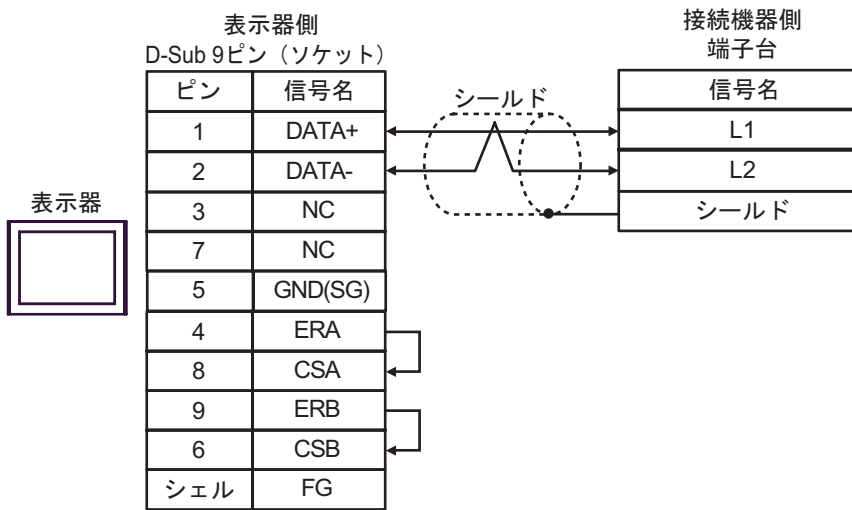 表示器側
D-Sub 9ピン（ソケット）
ピン 信号名
1 DATA+
2 DATA-
3 NC
7 NC
5 GND(SG)
4 ERA
8 CSA
9 ERB
6 CSB
シェル FG
表示器
シールド
接続機器側
端子台
信号名
L1
L2
シールド